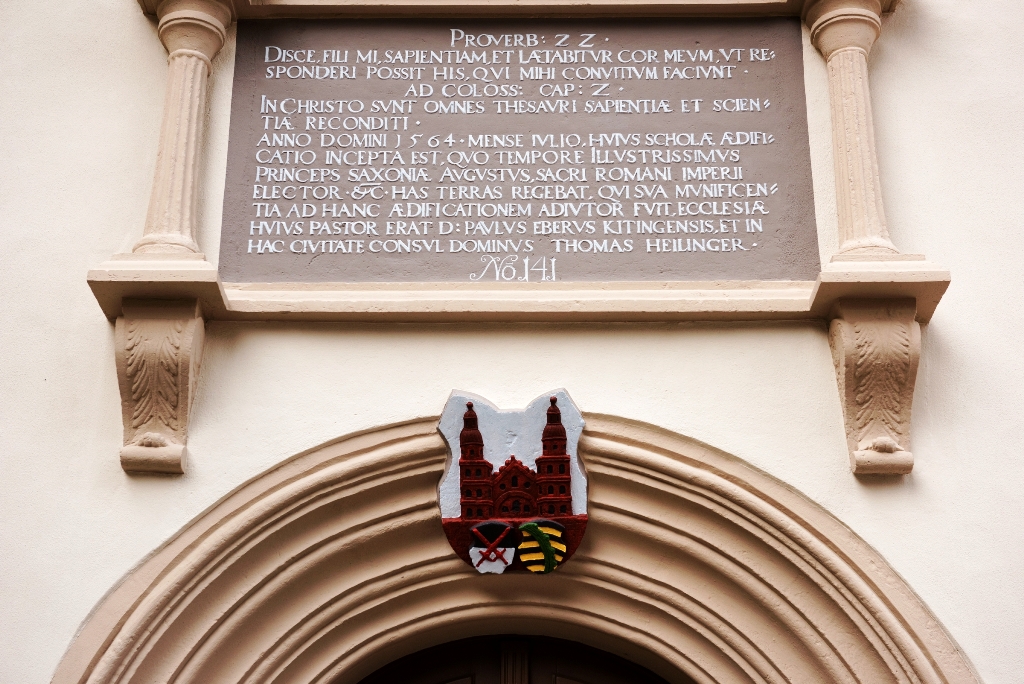 PROVERB: 22.
DISCE, FILI MI, SAPIENTIAM, ET LÆTABITVR COR MEVM, VT RE=
SPONDERI POSSIT HIS, QVI MIHI CONVITIVM FACIVNT ·
AD COLOSS: CAP: 2 ·
IN CHRISTO SVNT OMNES THESAVRI SAPIENTIÆ ET SCIEN=
TIÆ RECONDITI ·
ANNO DOMINI 1564 · MENSE IVLIO, HVIVS SCHOLÆ ÆDIFI=
CATIO INCEPTA EST, QVO TEMPORE ILLVSTRISSIMVS
PRINCEPS SAXONIÆ AVGVSTVS, SACRI ROMANI IMPERII
ELECTOR · &C · HAS TERRAS REGEBAT, QVI SVA MVNIFICEN=
TIA AD HANC ÆDIFICATIONEM ADIVTOR FVIT, ECCLESIÆ
HVIVS PASTOR ERAT D: PAVLVS EBERVS KITINGENSIS, ET IN
HAC CIVITATE CONSVL DOMINVS THOMAS HEILINGER ·
No. 141